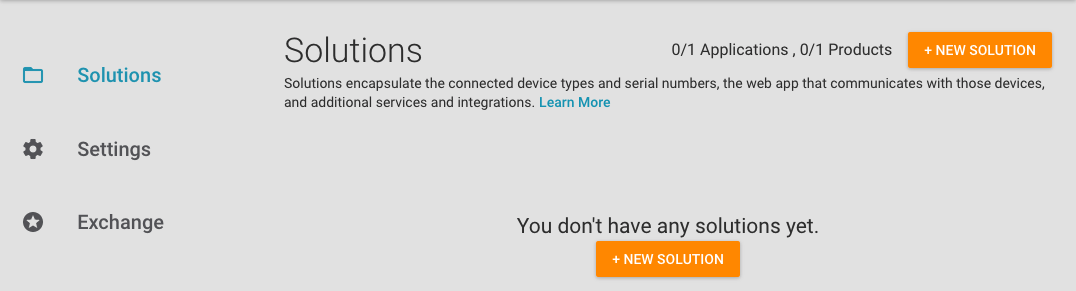 Solutions
Settings
Exchange
Solutions
0/1 Applications , 0/1 Products
+ NEW SOLUTION
Solutions encapsulate the connected device types and serial numbers, the web app that communicates with those devices,
and additional services and integrations. Learn More
You don't have any solutions yet.
+ NEW SOLUTION